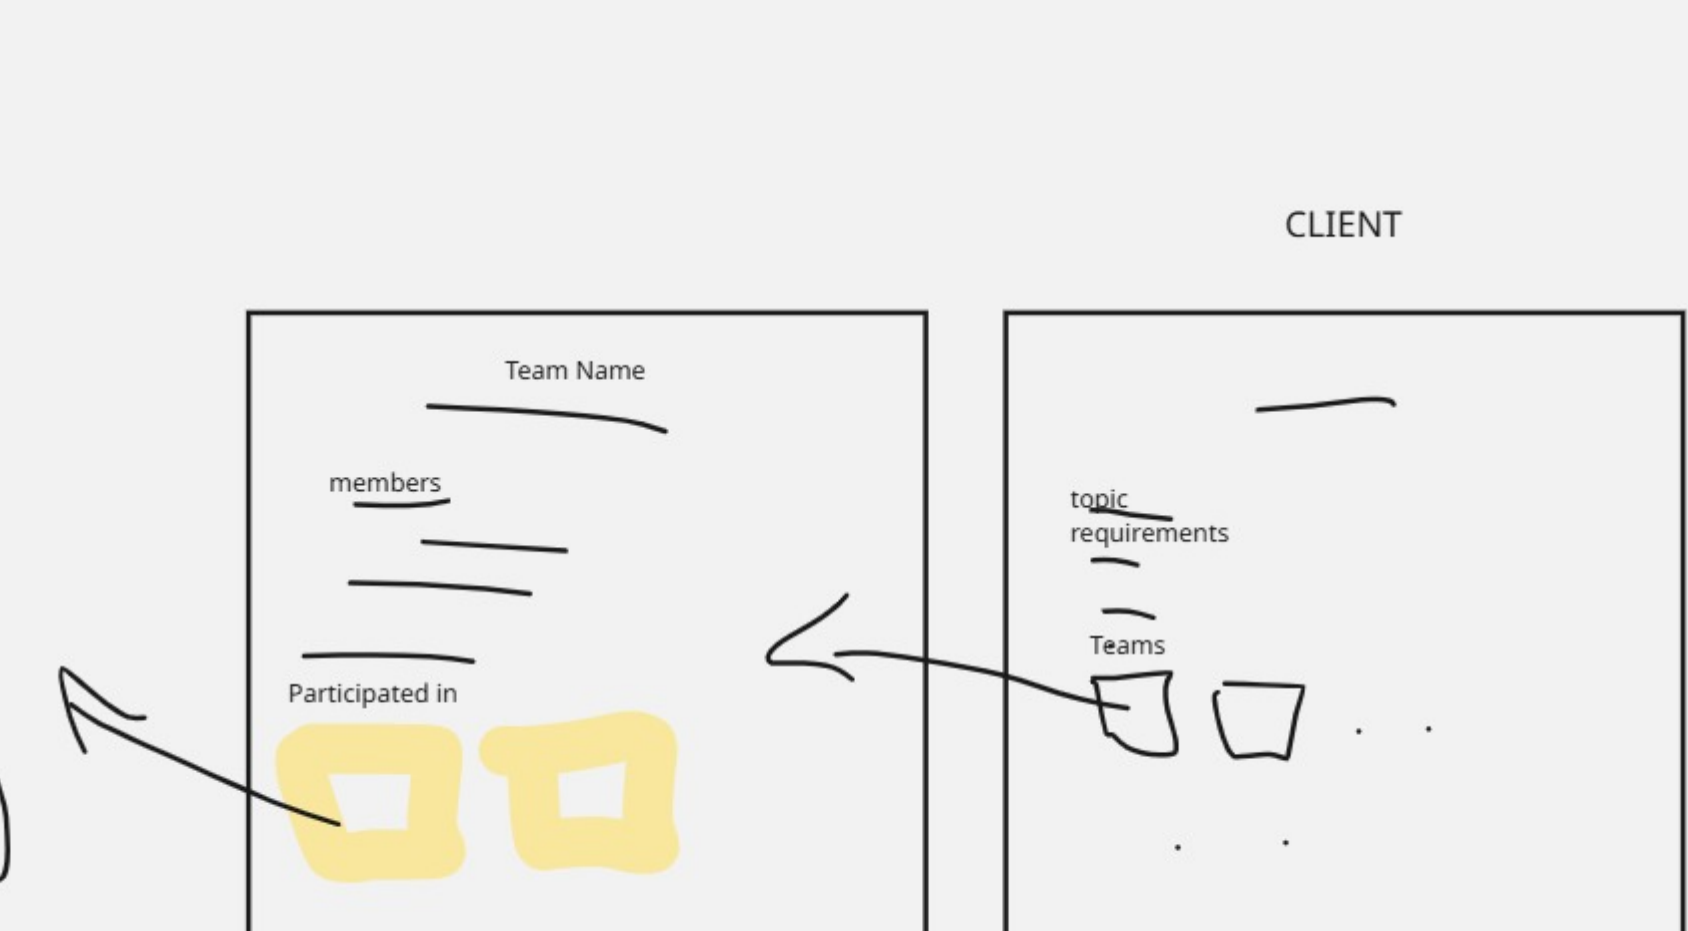 CLIENT
Team Name
members
Participated in
topic
requirements
Teams